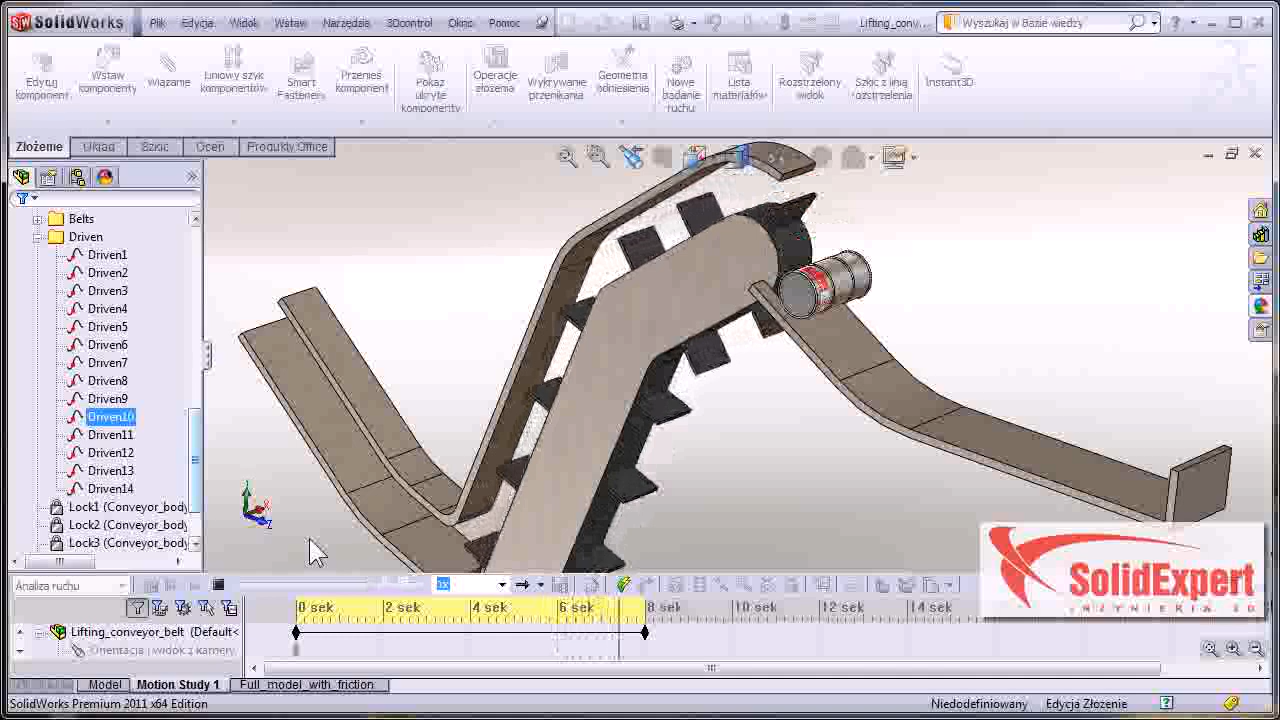 SolidWorks Plik Edycja Widok Wstaw Narzędzia 3Dcontrol Okno Pomoc Lifting_conv... Wyszukaj w Bazie wiedzy
Edytuj komponent
Wstaw komponenty
Wiązanie
Liniowy szyk komponentów
Smart Fasteners
Przenieś komponent
Pokaż ukryte komponenty
Operacje złożenia
Wykrywanie przenikania
Geometria odniesienia
Nowe badanie ruchu
Lista materiałów
Rozstrzelony widok
Szkic z linią rozstrzelenia
Instant3D
Złożenie Układ Szkic Oceń Produkty Office
Belts
Driven
Driven1
Driven2
Driven3
Driven4
Driven5
Driven6
Driven7
Driven8
Driven9
Driven10
Driven11
Driven12
Driven13
Driven14
Lock1 (Conveyor_body
Lock2 (Conveyor_body
Lock3 (Conveyor_body
Analiza ruchu
0 sek 2 sek 4 sek 6 sek 8 sek 10 sek 12 sek 14 sek
Lifting_conveyor_belt (Default<
Orientacja i widok z kamery
Model Motion Study 1 Full_model_with_friction
SolidWorks Premium 2011 x64 Edition Niedodefiniowany Edycja Złożenie
SolidExpert
INŻYNIERIA 3D